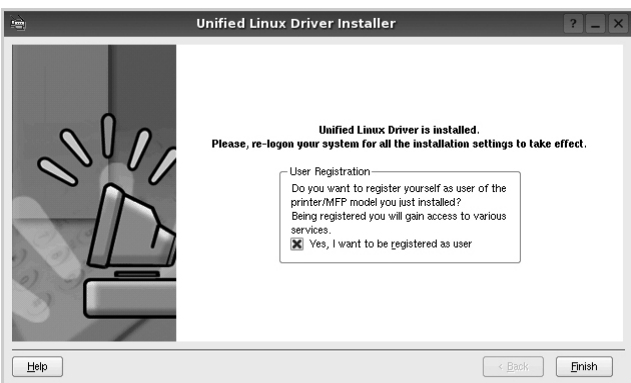 Unified Linux Driver Installer
Unified Linux Driver is installed.
Please, re-logon your system for all the installation settings to take effect.
User Registration
Do you want to register yourself as user of the
printer/MFP model you just installed?
Being registered you will gain access to various
services.
Yes, I want to be registered as user
Help
< Back
Finish